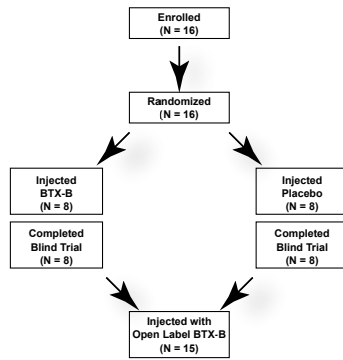 Enrolled
(N = 16)
Randomized
(N = 16)
Injected
BTX-B
(N = 8)
Injected
Placebo
(N = 8)
Completed
Blind Trial
(N = 8)
Completed
Blind Trial
(N = 8)
Injected with
Open Label BTX-B
(N = 15)